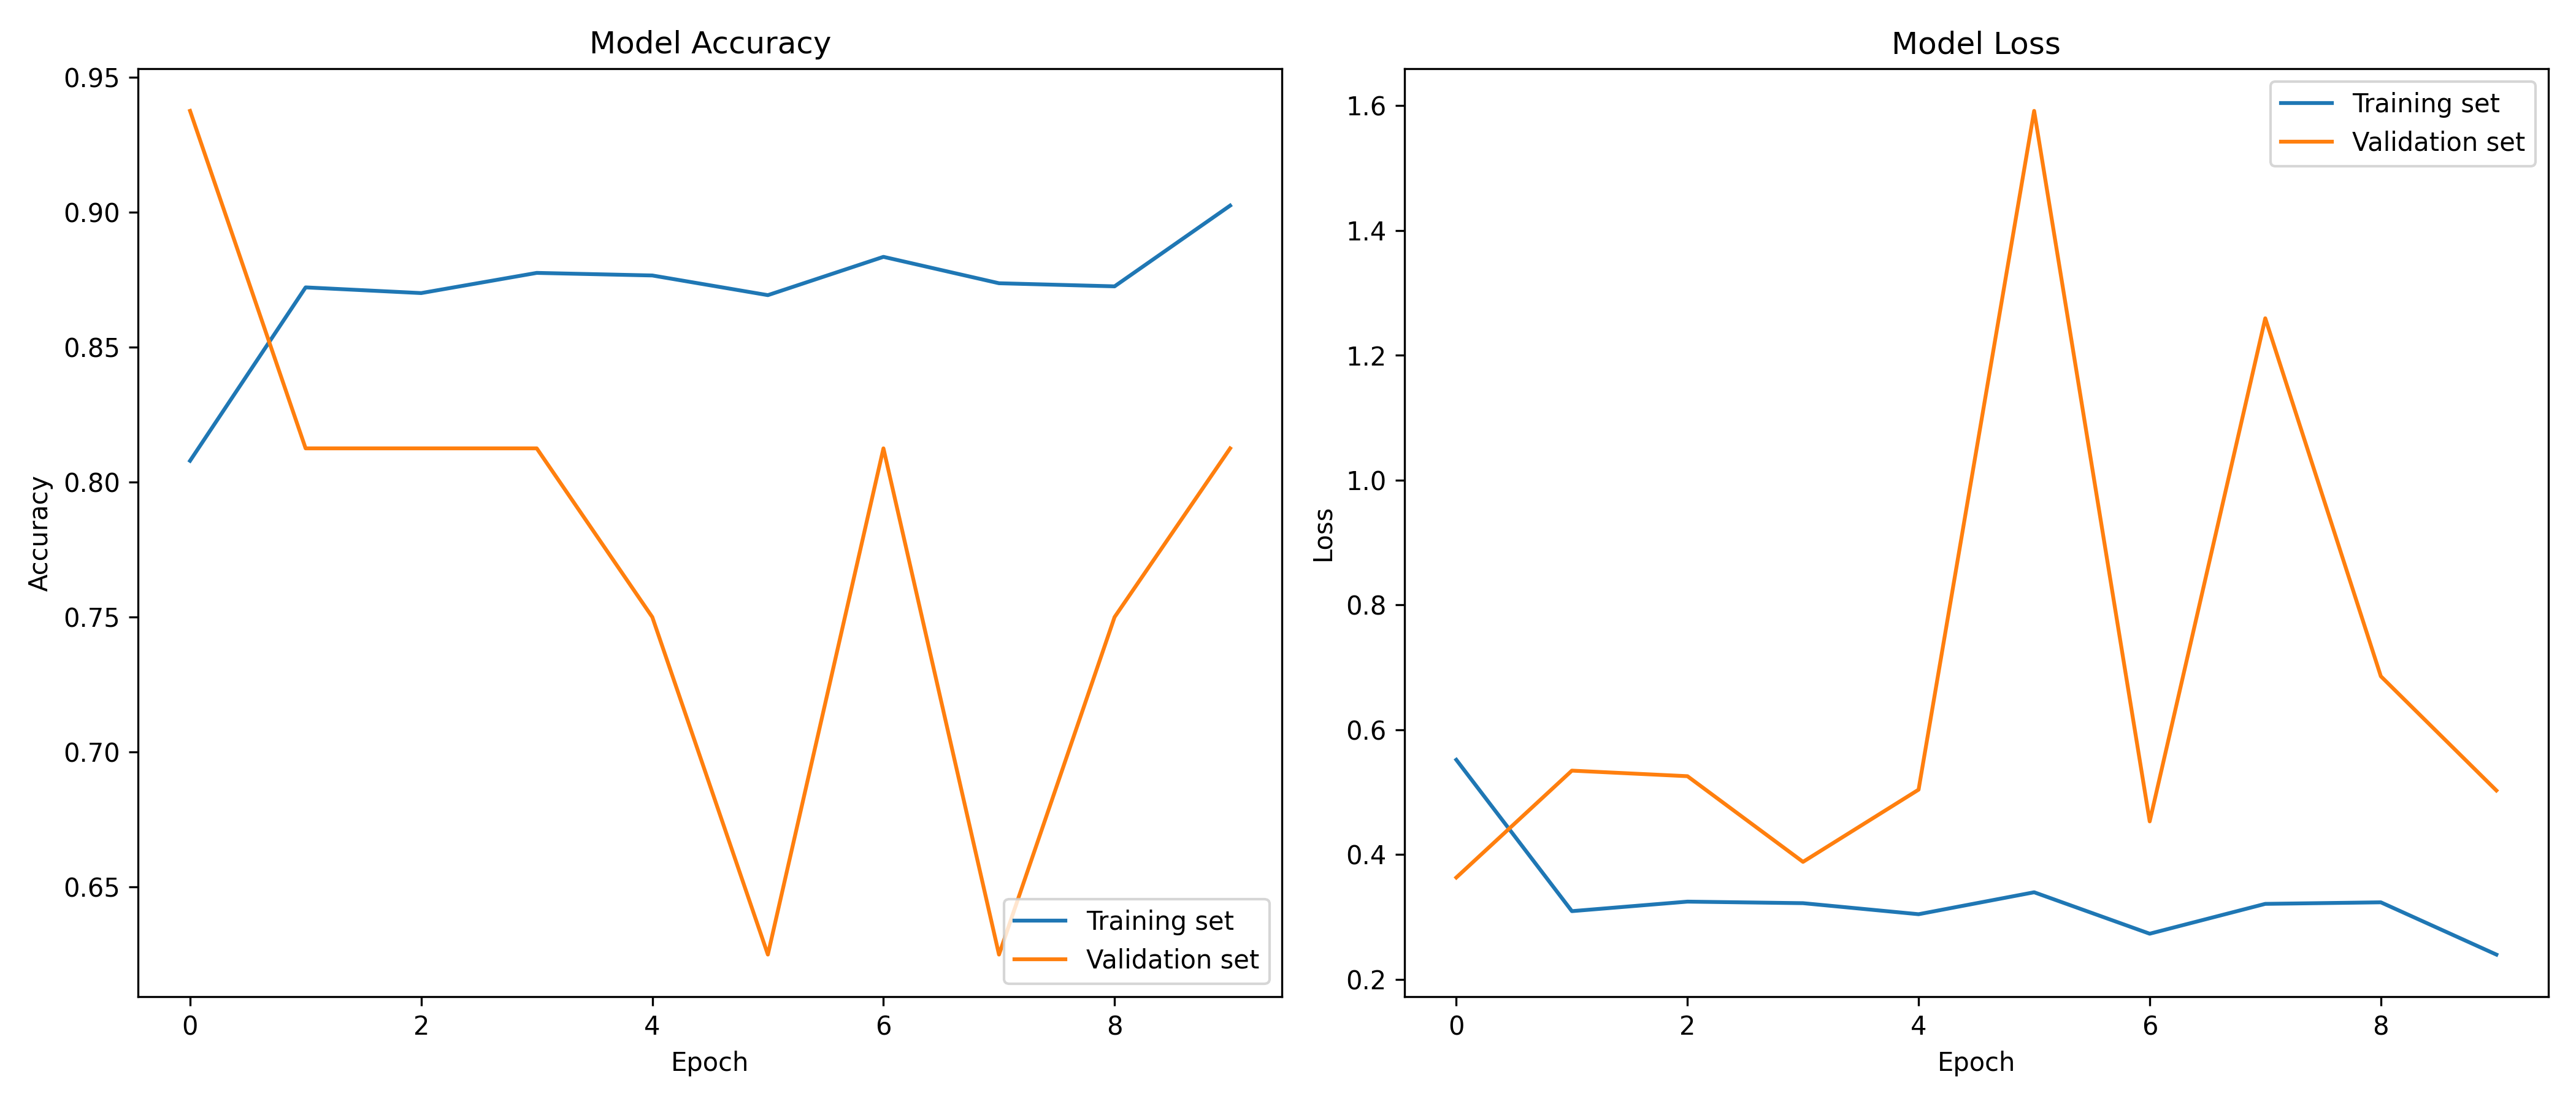 Model Accuracy
0.95
0.90
0.85
0.80
0.75
0.70
0.65
Accuracy
0 2 4 6 8
Epoch
Training set
Validation set
Model Loss
1.6
1.4
1.2
1.0
0.8
0.6
0.4
0.2
Loss
0 2 4 6 8
Epoch
Training set
Validation set